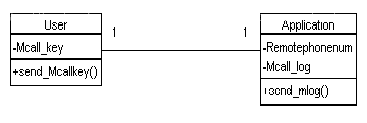 User
-Mcall_key
+send_Mcallkey()
1
1
Application
-Remotephonenum
-Mcall_log
+send_mlog()